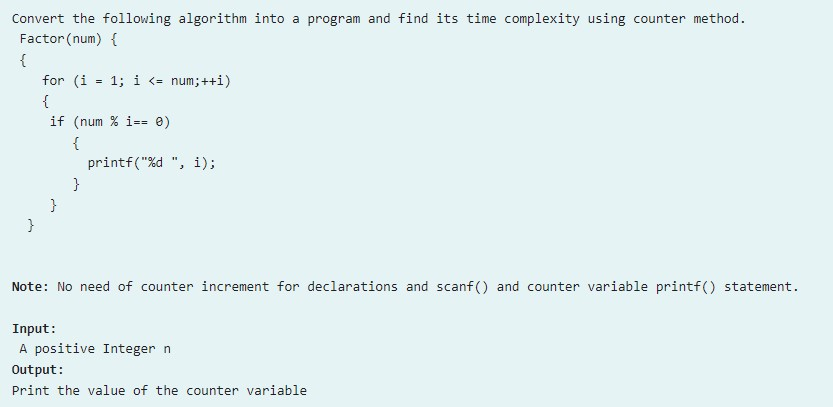 Convert the following algorithm into a program and find its time complexity using counter method.
Factor(num) {
{
for (i = 1; i <= num;++i)
{
if (num % i== 0)
{
printf("%d ", i);
}
}
}
Note: No need of counter increment for declarations and scanf() and counter variable printf() statement.
Input:
A positive Integer n
Output:
Print the value of the counter variable